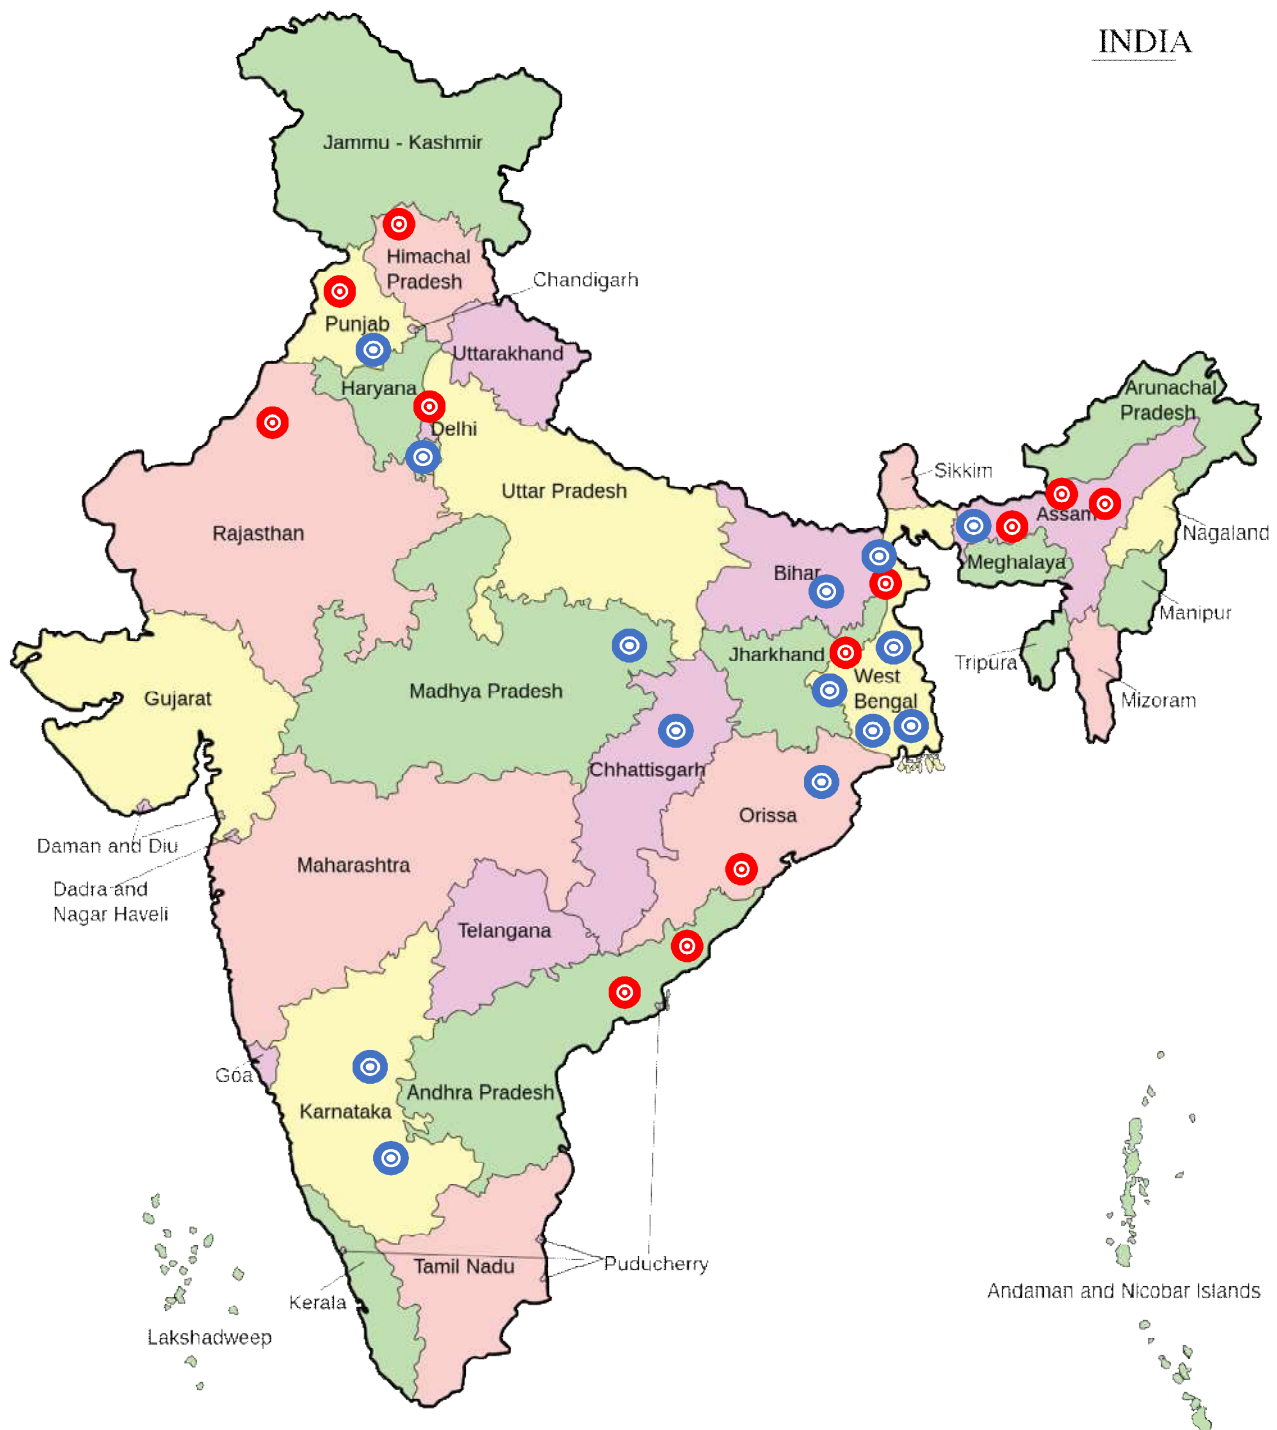 INDIA
Jammu - Kashmir
Himachal
Pradesh
Chandigarh
Punjab
Uttarakhand
Haryana
Arunachal
Pradesh
Delhi
Sikkim
Uttar Pradesh
Assam
Rajasthan
Nagaland
Meghalaya
Bihar
Manipur
Jharkhand
Tripura
West
Bengal
Madhya Pradesh
Gujarat
Mizoram
Chhattisgarh
Orissa
Daman and Diu
Maharashtra
Dadra and
Nagar Haveli
Telangana
Goa
Andhra Pradesh
Karnataka
Puducherry
Tamil Nadu
Kerala
Andaman and Nicobar Islands
Lakshadweep